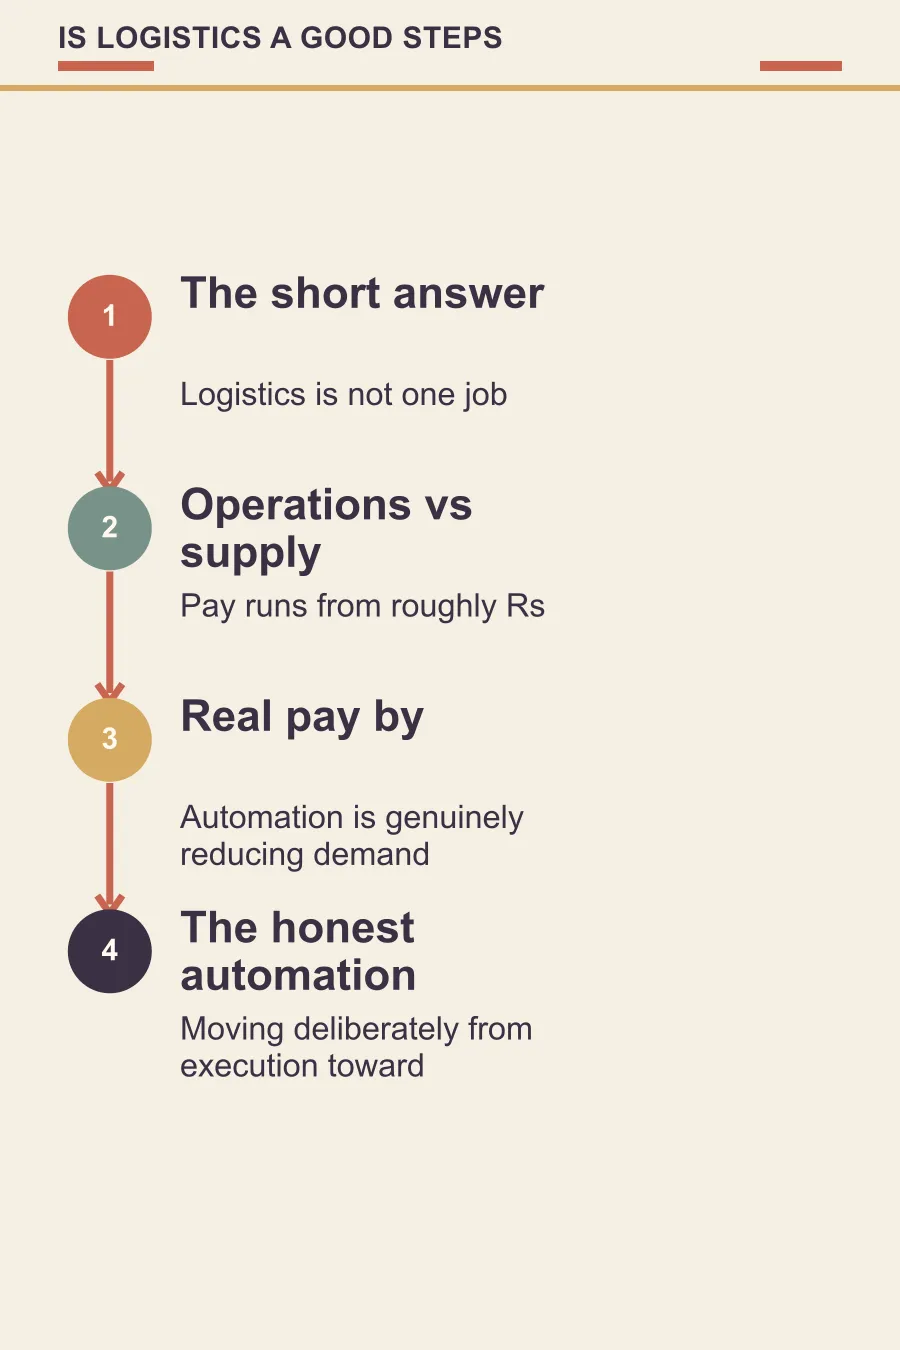 IS LOGISTICS A GOOD STEPS
1
The short answer
Logistics is not one job
2
Operations vs
supply
Pay runs from roughly Rs
3
Real pay by
Automation is genuinely
reducing demand
4
The honest
automation
Moving deliberately from
execution toward